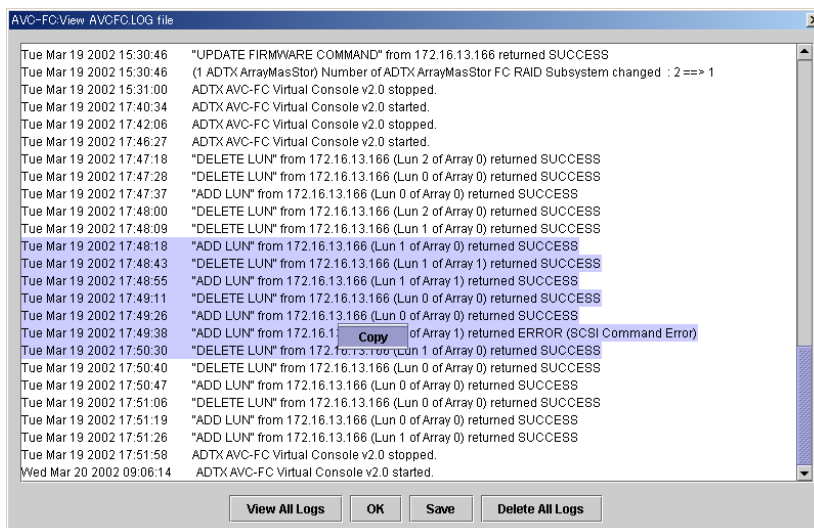 AVC-FC:View AVCFC.LOG file
Tue Mar 19 2002 15:30:46 "UPDATE FIRMWARE COMMAND" from 172.16.13.166 returned SUCCESS
Tue Mar 19 2002 15:30:46 (1 ADTX ArrayMasStor) Number of ADTX ArrayMasStor FC RAID Subsystem changed : 2 ==> 1
Tue Mar 19 2002 15:31:00 ADTX AVC-FC Virtual Console v2.0 stopped.
Tue Mar 19 2002 17:40:34 ADTX AVC-FC Virtual Console v2.0 started.
Tue Mar 19 2002 17:42:06 ADTX AVC-FC Virtual Console v2.0 stopped.
Tue Mar 19 2002 17:46:27 ADTX AVC-FC Virtual Console v2.0 started.
Tue Mar 19 2002 17:47:18 "DELETE LUN" from 172.16.13.166 (Lun 2 of Array 0) returned SUCCESS
Tue Mar 19 2002 17:47:28 "DELETE LUN" from 172.16.13.166 (Lun 0 of Array 0) returned SUCCESS
Tue Mar 19 2002 17:47:37 "ADD LUN" from 172.16.13.166 (Lun 0 of Array 0) returned SUCCESS
Tue Mar 19 2002 17:48:00 "DELETE LUN" from 172.16.13.166 (Lun 2 of Array 0) returned SUCCESS
Tue Mar 19 2002 17:48:09 "DELETE LUN" from 172.16.13.166 (Lun 1 of Array 0) returned SUCCESS
Tue Mar 19 2002 17:48:18 "ADD LUN" from 172.16.13.166 (Lun 1 of Array 0) returned SUCCESS
Tue Mar 19 2002 17:48:43 "DELETE LUN" from 172.16.13.166 (Lun 1 of Array 1) returned SUCCESS
Tue Mar 19 2002 17:48:55 "ADD LUN" from 172.16.13.166 (Lun 1 of Array 1) returned SUCCESS
Tue Mar 19 2002 17:49:11 "DELETE LUN" from 172.16.13.166 (Lun 0 of Array 0) returned SUCCESS
Tue Mar 19 2002 17:49:26 "ADD LUN" from 172.16.13.166 (Lun 0 of Array 0) returned SUCCESS
Tue Mar 19 2002 17:49:38 "ADD LUN" from 172.16.1 of Array 1) returned ERROR (SCSI Command Error)
Copy
Tue Mar 19 2002 17:50:30 "DELETE LUN" from 172.16.13.166 (Lun 1 of Array 0) returned SUCCESS
Tue Mar 19 2002 17:50:40 "DELETE LUN" from 172.16.13.166 (Lun 0 of Array 0) returned SUCCESS
Tue Mar 19 2002 17:50:47 "ADD LUN" from 172.16.13.166 (Lun 0 of Array 0) returned SUCCESS
Tue Mar 19 2002 17:51:06 "DELETE LUN" from 172.16.13.166 (Lun 0 of Array 0) returned SUCCESS
Tue Mar 19 2002 17:51:19 "ADD LUN" from 172.16.13.166 (Lun 0 of Array 0) returned SUCCESS
Tue Mar 19 2002 17:51:26 "ADD LUN" from 172.16.13.166 (Lun 1 of Array 0) returned SUCCESS
Tue Mar 19 2002 17:51:58 ADTX AVC-FC Virtual Console v2.0 stopped.
Wed Mar 20 2002 09:06:14 ADTX AVC-FC Virtual Console v2.0 started.
View All Logs OK Save Delete All Logs